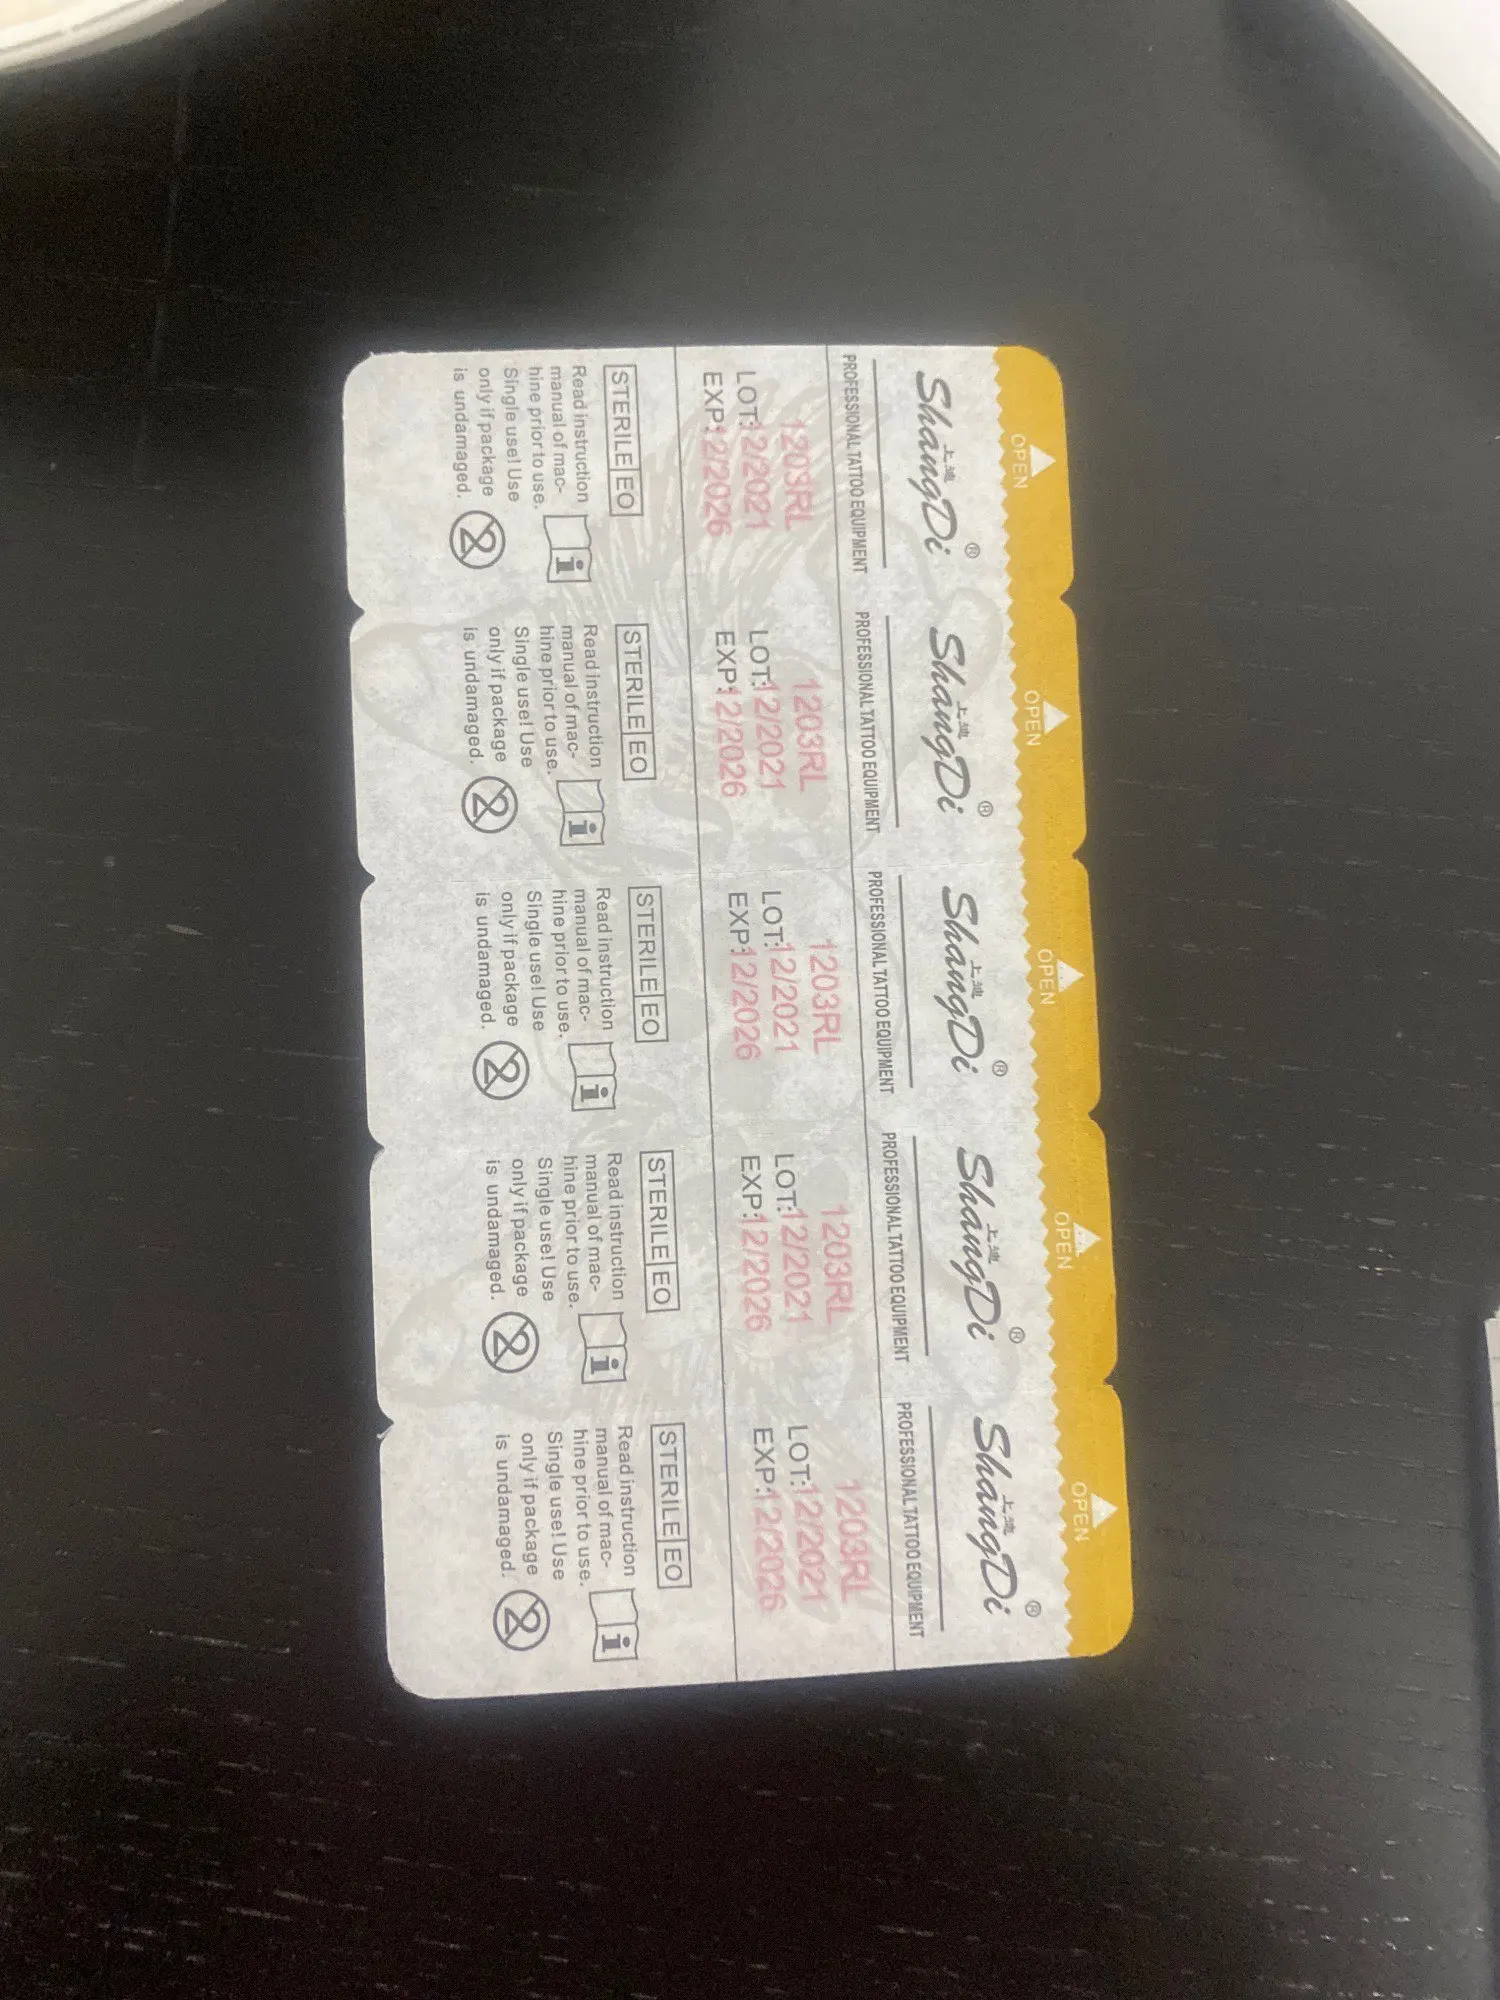 OPEN
上迪
ShangDi®
PROFESSIONAL TATTOO EQUIPMENT
1203RL
LOT:12/2021
EXP:12/2026
STERILE EO
Read instruction
manual of mac-
hine prior to use.
i
Single use! Use
only if package
is undamaged.
2
OPEN
上迪
ShangDi®
PROFESSIONAL TATTOO EQUIPMENT
1203RL
LOT:12/2021
EXP:12/2026
STERILE EO
Read instruction
manual of mac-
hine prior to use.
i
Single use! Use
only if package
is undamaged.
2
OPEN
上迪
ShangDi®
PROFESSIONAL TATTOO EQUIPMENT
1203RL
LOT:12/2021
EXP:12/2026
STERILE EO
Read instruction
manual of mac-
hine prior to use.
i
Single use! Use
only if package
is undamaged.
2
OPEN
上迪
ShangDi®
PROFESSIONAL TATTOO EQUIPMENT
1203RL
LOT:12/2021
EXP:12/2026
STERILE EO
Read instruction
manual of mac-
hine prior to use.
i
Single use! Use
only if package
is undamaged.
2
OPEN
上迪
ShangDi®
PROFESSIONAL TATTOO EQUIPMENT
1203RL
LOT:12/2021
EXP:12/2026
STERILE EO
Read instruction
manual of mac-
hine prior to use.
i
Single use! Use
only if package
is undamaged.
2